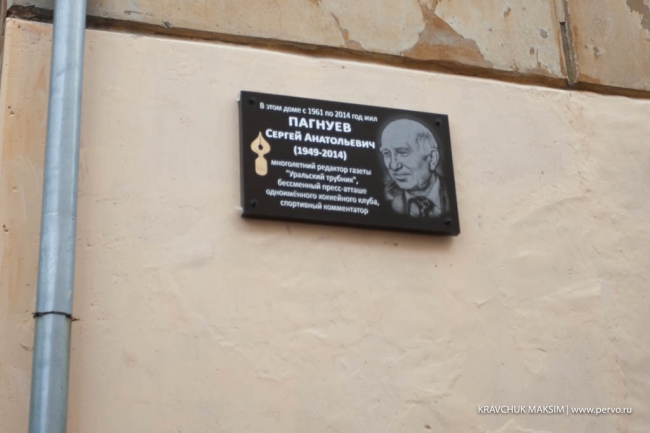 В этом доме с 1961 по 2014 год жил
ПАГНУЕВ
СЕРГЕЙ АНАТОЛЬЕВИЧ
(1949-2014)
многолетний редактор газеты
"Уральский трубник",
бессменный пресс-атташе
одноимённого хоккейного клуба,
спортивный комментатор
KRAVCHUK MAKSIM | www.pervo.ru